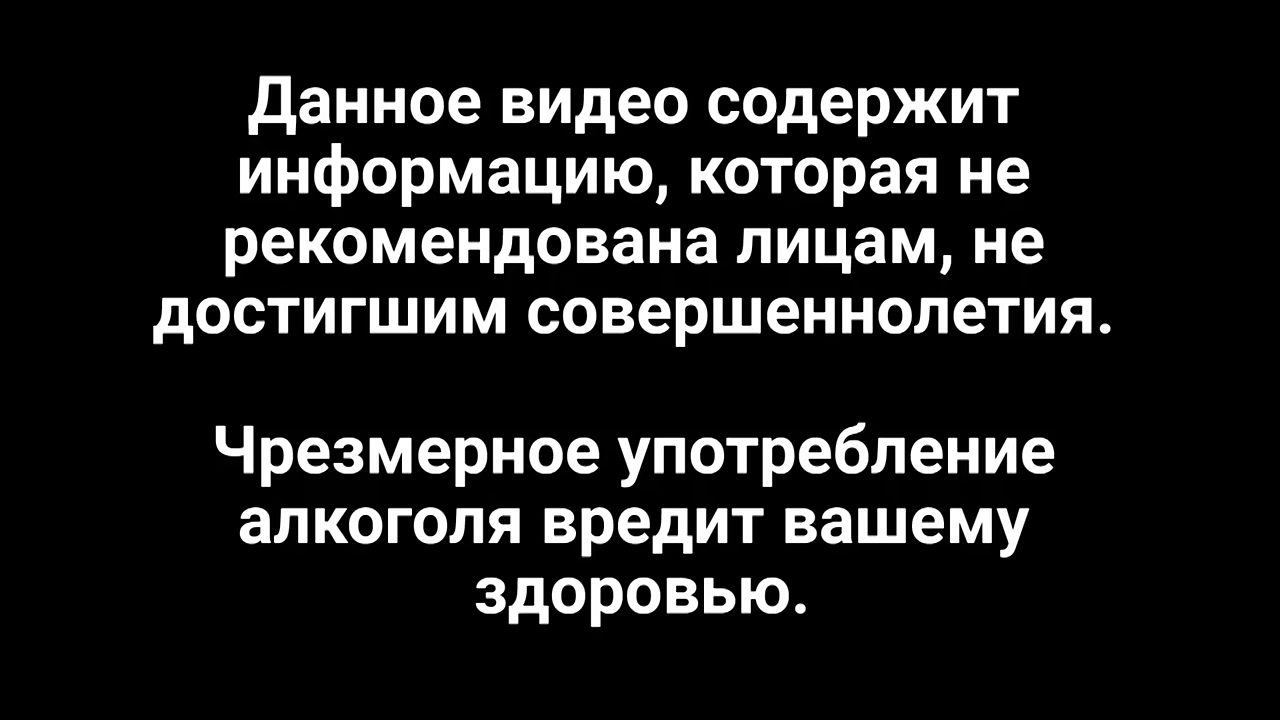 Данное видео содержит
информацию, которая не
рекомендована лицам, не
достигшим совершеннолетия.
Чрезмерное употребление
алкоголя вредит вашему
здоровью.